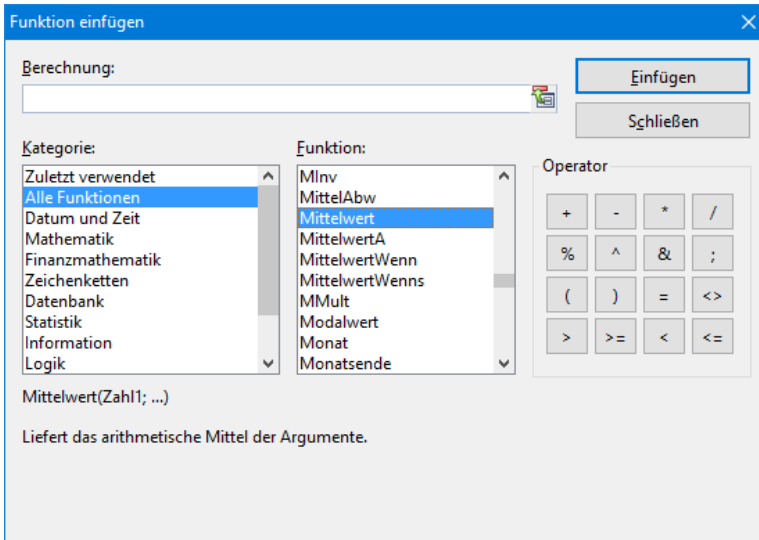 Funktion einfügen
Berechnung:
Einfügen
Schließen
Kategorie:
Zuletzt verwendet
Alle Funktionen
Datum und Zeit
Mathematik
Finanzmathematik
Zeichenketten
Datenbank
Statistik
Information
Logik
Funktion:
MInv
MittelAbw
Mittelwert
MittelwertA
MittelwertWenn
MittelwertWenns
MMult
Modalwert
Monat
Monatsende
Operator
+ - * /
% ^ & ;
( ) = <>
> >= < <=
Mittelwert(Zahl1; ...)
Liefert das arithmetische Mittel der Argumente.